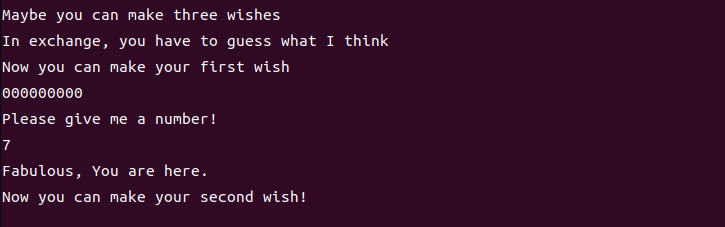 Maybe you can make three wishes
In exchange, you have to guess what I think
Now you can make your first wish
000000000
Please give me a number!
7
Fabulous, You are here.
Now you can make your second wish!